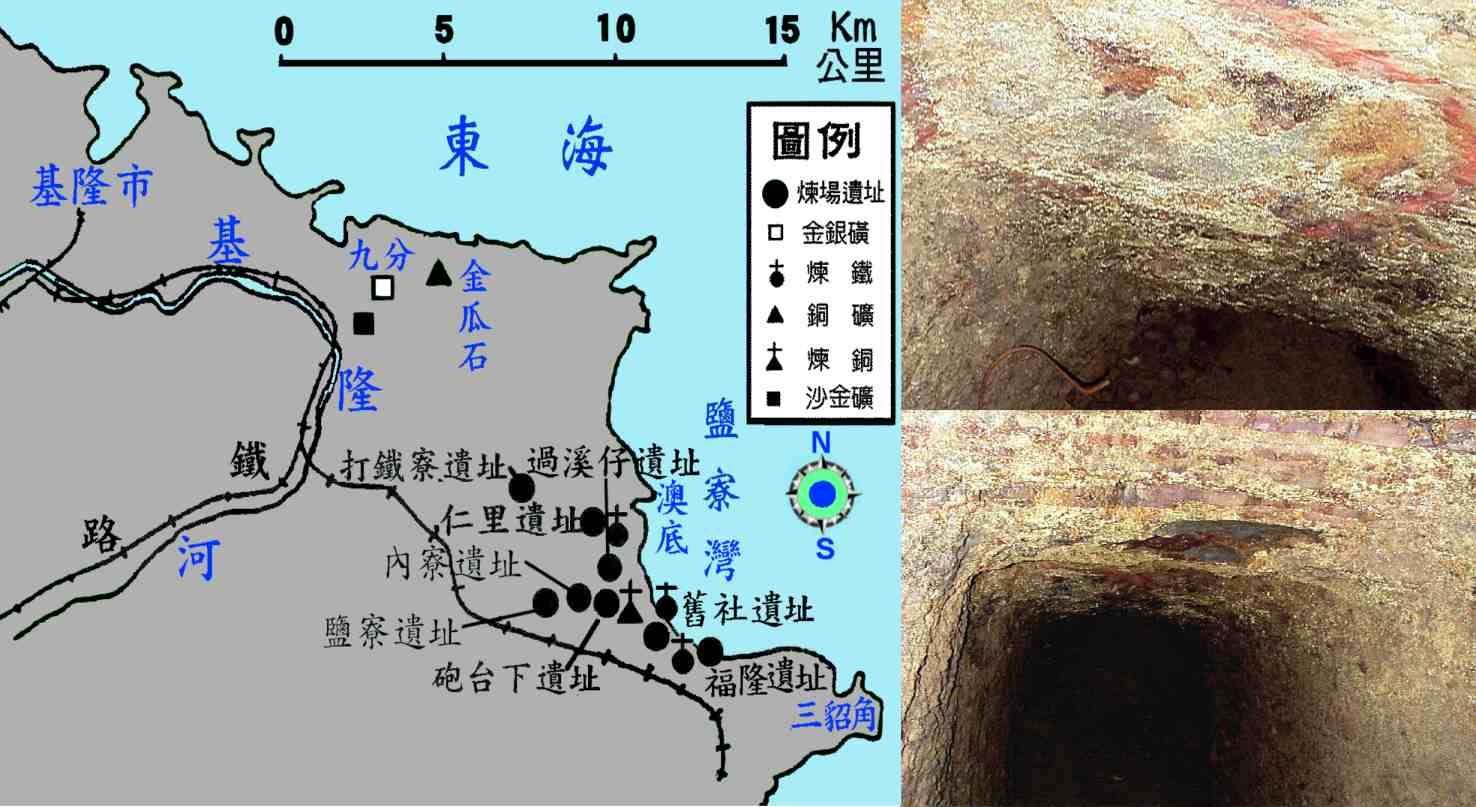 0 5 10 15 Km
公里
東海
圖例
煉場遺址
金銀礦
煉鐵
銅礦
煉銅
沙金礦
基隆市
基
隆
河
九分
金瓜石
鐵
路
鹽寮灣
澳底
N
S
打鐵寮遺址
過溪仔遺址
仁里遺址
內寮遺址
鹽寮遺址
舊社遺址
砲台下遺址
福隆遺址
三貂角